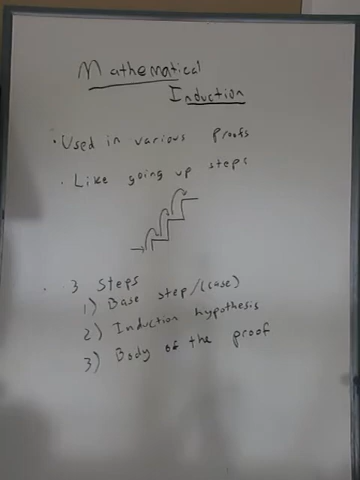 Mathematical
Induction
• Used in various Proofs
• Like going up steps
• 3 Steps
1) Base step/(case)
2) Induction hypothesis
3) Body of the proof